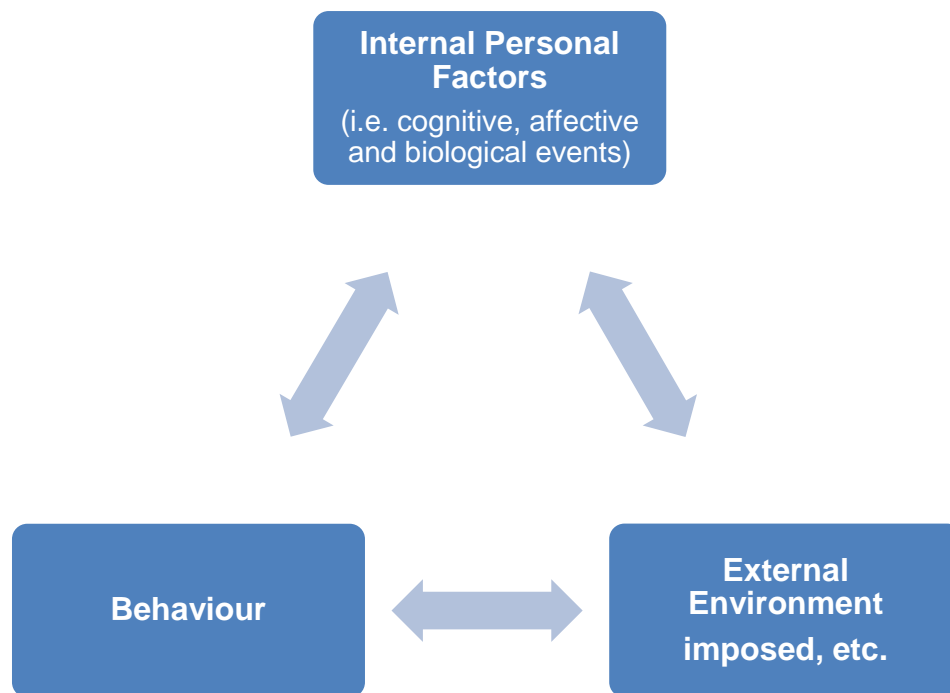 Internal Personal
Factors
(i.e. cognitive, affective
and biological events)
Behaviour
External
Environment
imposed, etc.